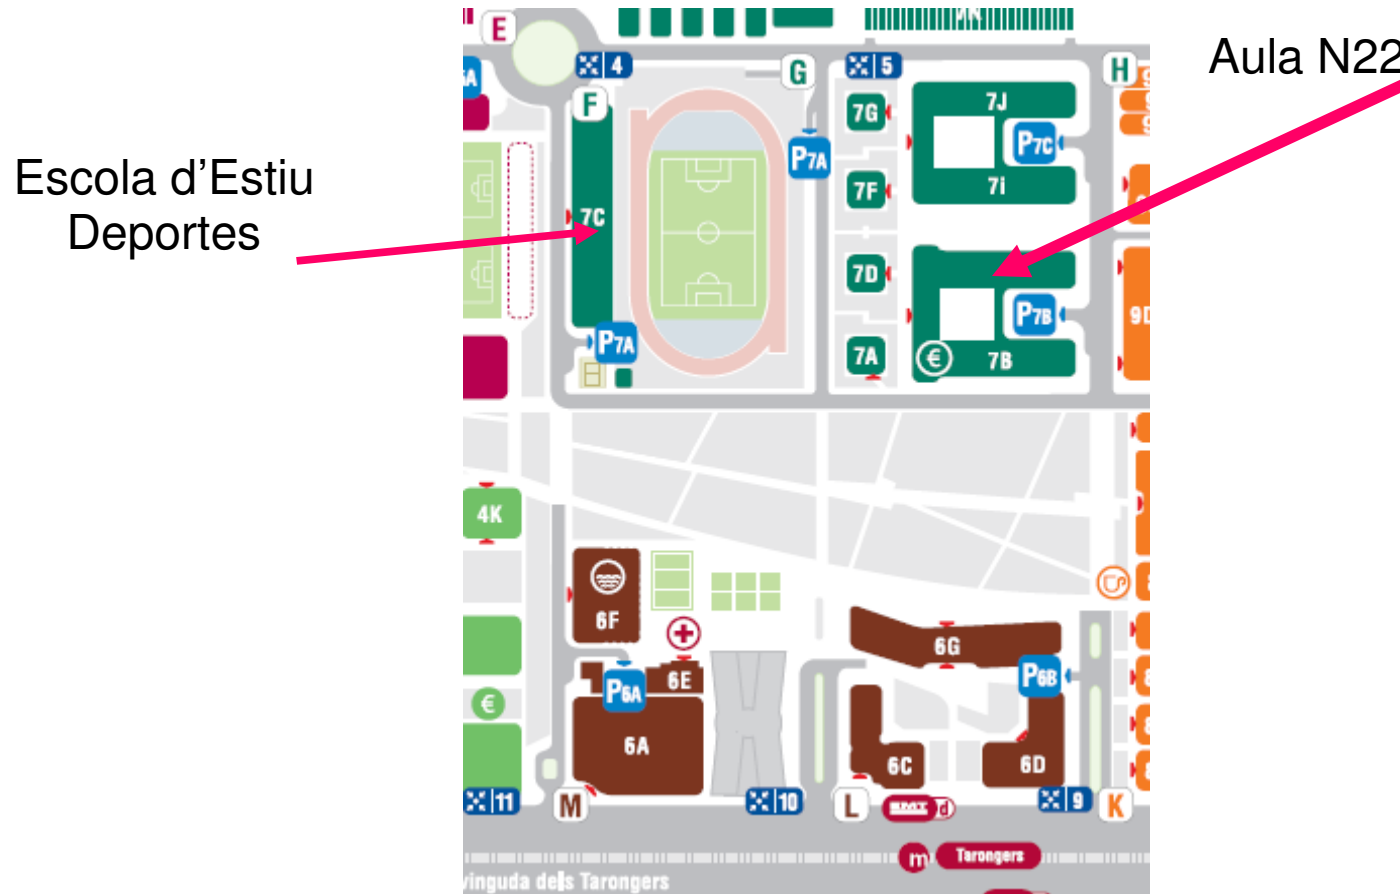 Escola d’Estiu
Deportes
Aula N22
E
4
G
5
H
F
7G
7J
P7A
P7C
7F
7i
7C
7D
P7B
9D
P7A
7A
€
7B
4K
6F
6G
6E
P6A
P6B
€
6A
6C
6D
11
M
10
L
SMT
d
9
K
m
Tarongers
vinguda dels Tarongers